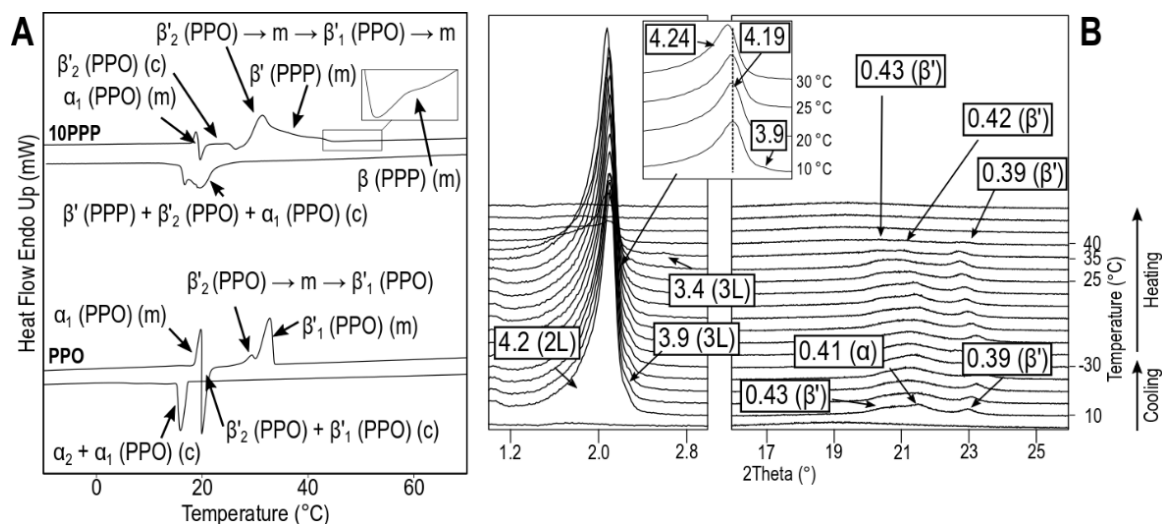 A
β'₂ (PPO) → m → β'₁ (PPO) → m
β'₂ (PPO) (c)
β' (PPP) (m)
α₁ (PPO) (m)
10PPP
β (PPP) (m)
β' (PPP) + β'₂ (PPO) + α₁ (PPO) (c)
β'₂ (PPO) → m → β'₁ (PPO)
α₁ (PPO) (m)
β'₁ (PPO) (m)
PPO
β'₂ (PPO) + β'₁ (PPO) (c)
α₂ + α₁ (PPO) (c)
Heat Flow Endo Up (mW)
0 20 40 60
Temperature (°C)
B
4.24
4.19
30 °C
25 °C
20 °C
3.9
10 °C
0.43 (β')
0.42 (β')
0.39 (β')
3.4 (3L)
4.2 (2L)
3.9 (3L)
0.41 (α)
0.39 (β')
0.43 (β')
40
35
25
-30
10
Temperature (°C)
Heating
Cooling
1.2 2.0 2.8 17 19 21 23 25
2Theta (°)